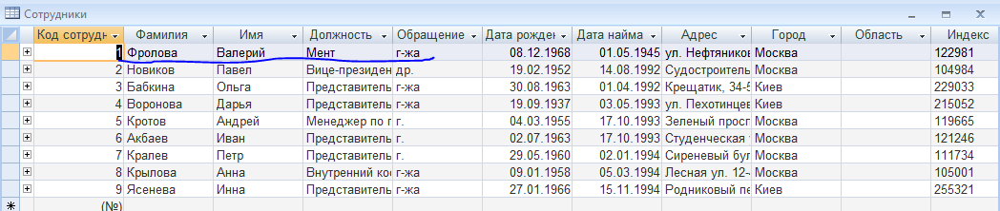 Сотрудники
Код сотрудн Фамилия Имя Должность Обращение Дата рожден Дата найма Адрес Город Область Индекс
1 Фролова Валерий Мент г-жа 08.12.1968 01.05.1945 ул. Нефтяников Москва 122981
2 Новиков Павел Вице-президен др. 19.02.1952 14.08.1992 Судостроитель Москва 104984
3 Бабкина Ольга Представитель г-жа 30.08.1963 01.04.1992 Крещатик, 34-5 Киев 229033
4 Воронова Дарья Представитель г-жа 19.09.1937 03.05.1993 ул. Пехотинцев Киев 215052
5 Кротов Андрей Менеджер по п г. 04.03.1955 17.10.1993 Зеленый просп Москва 119665
6 Акбаев Иван Представитель г. 02.07.1963 17.10.1993 Студенческая Москва 121246
7 Кралев Петр Представитель г. 29.05.1960 02.01.1994 Сиреневый бул Москва 111734
8 Крылова Анна Внутренний коо г-жа 09.01.1958 05.03.1994 Лесная ул. 12- Москва 105001
9 Ясенева Инна Представитель г-жа 27.01.1966 15.11.1994 Родниковый пе Киев 255321
(№)